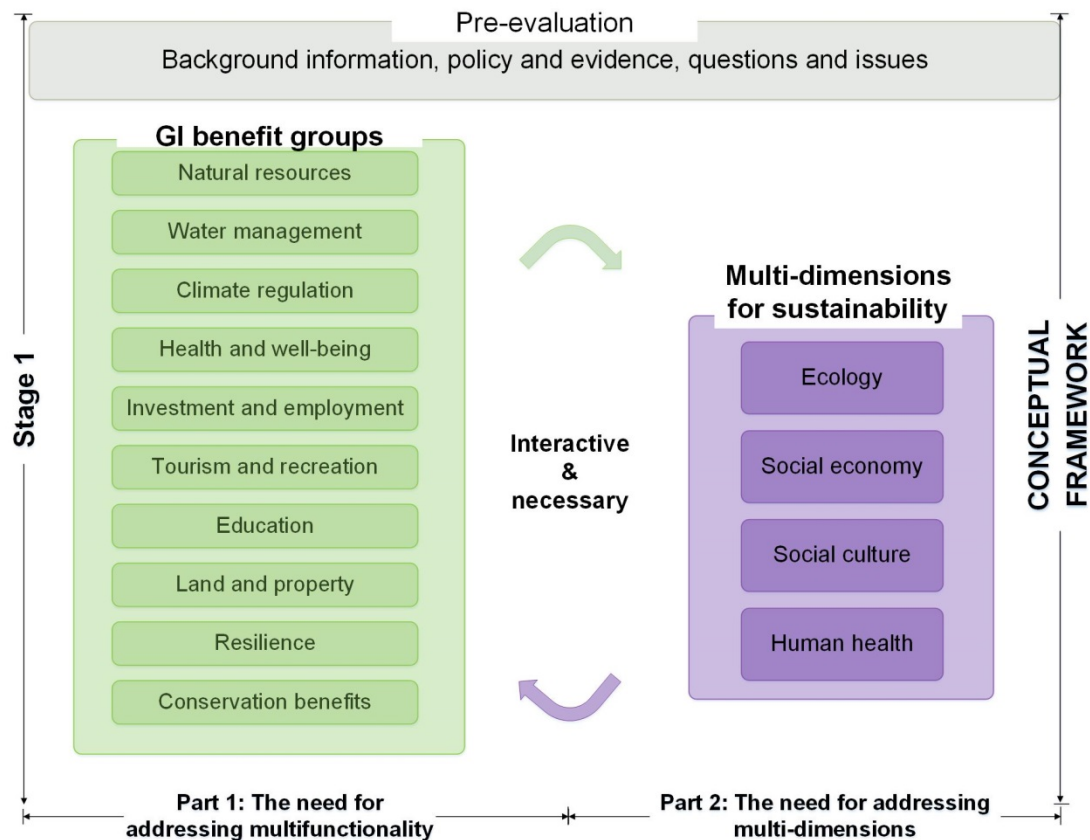 Pre-evaluation
Background information, policy and evidence, questions and issues
Stage 1
GI benefit groups
Natural resources
Water management
Climate regulation
Health and well-being
Investment and employment
Tourism and recreation
Education
Land and property
Resilience
Conservation benefits
Interactive
&
necessary
Multi-dimensions
for sustainability
Ecology
Social economy
Social culture
Human health
CONCEPTUAL
FRAMEWORK
Part 1: The need for
addressing multifunctionality
Part 2: The need for addressing
multi-dimensions